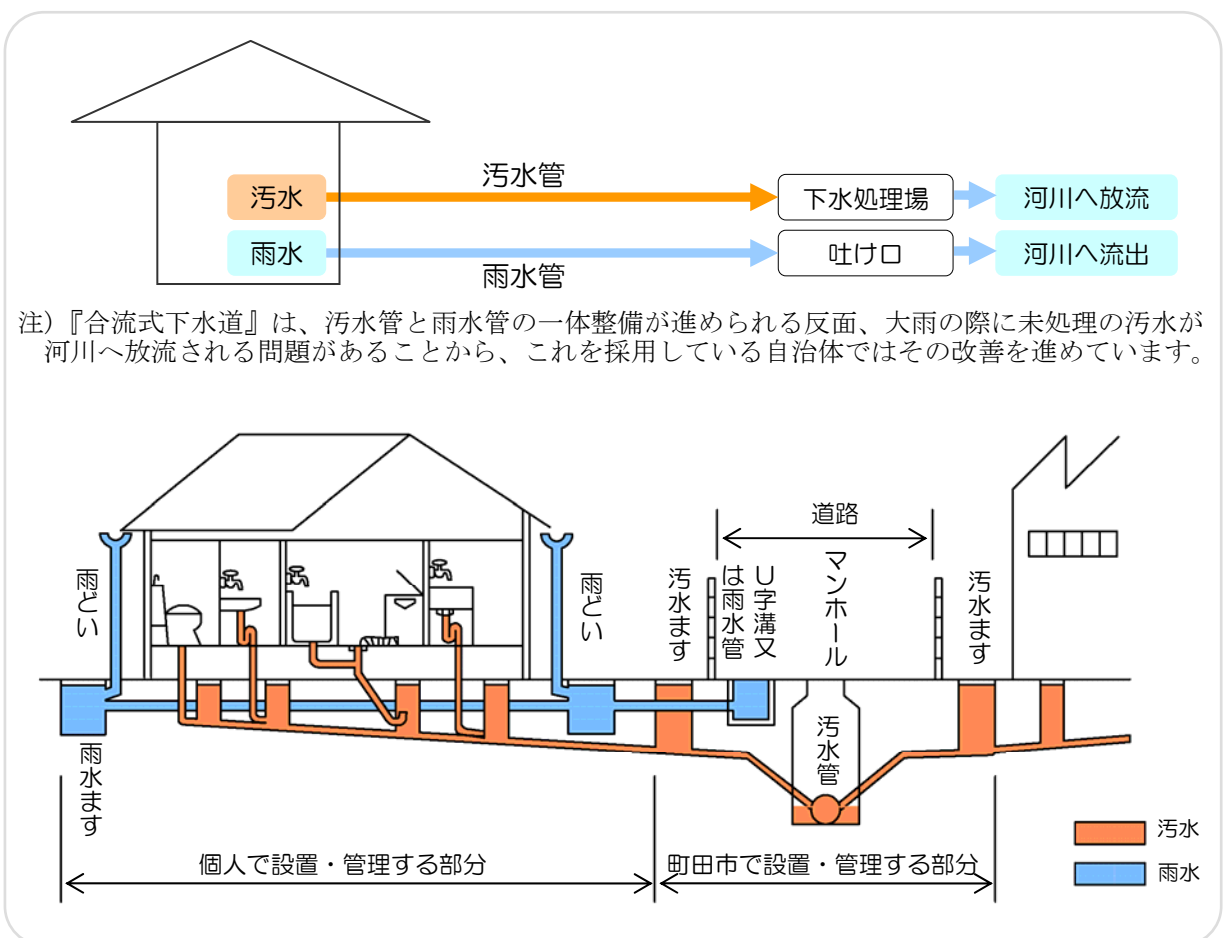 汚水
汚水管
下水処理場
河川へ放流
雨水
雨水管
吐け口
河川へ流出
注）『合流式下水道』は、汚水管と雨水管の一体整備が進められる反面、大雨の際に未処理の汚水が
河川へ放流される問題があることから、これを採用している自治体ではその改善を進めています。
道路
雨どい
雨どい
汚水ます
U字溝又
は雨水管
マンホール
汚水ます
汚水管
雨水ます
個人で設置・管理する部分
町田市で設置・管理する部分
汚水
雨水